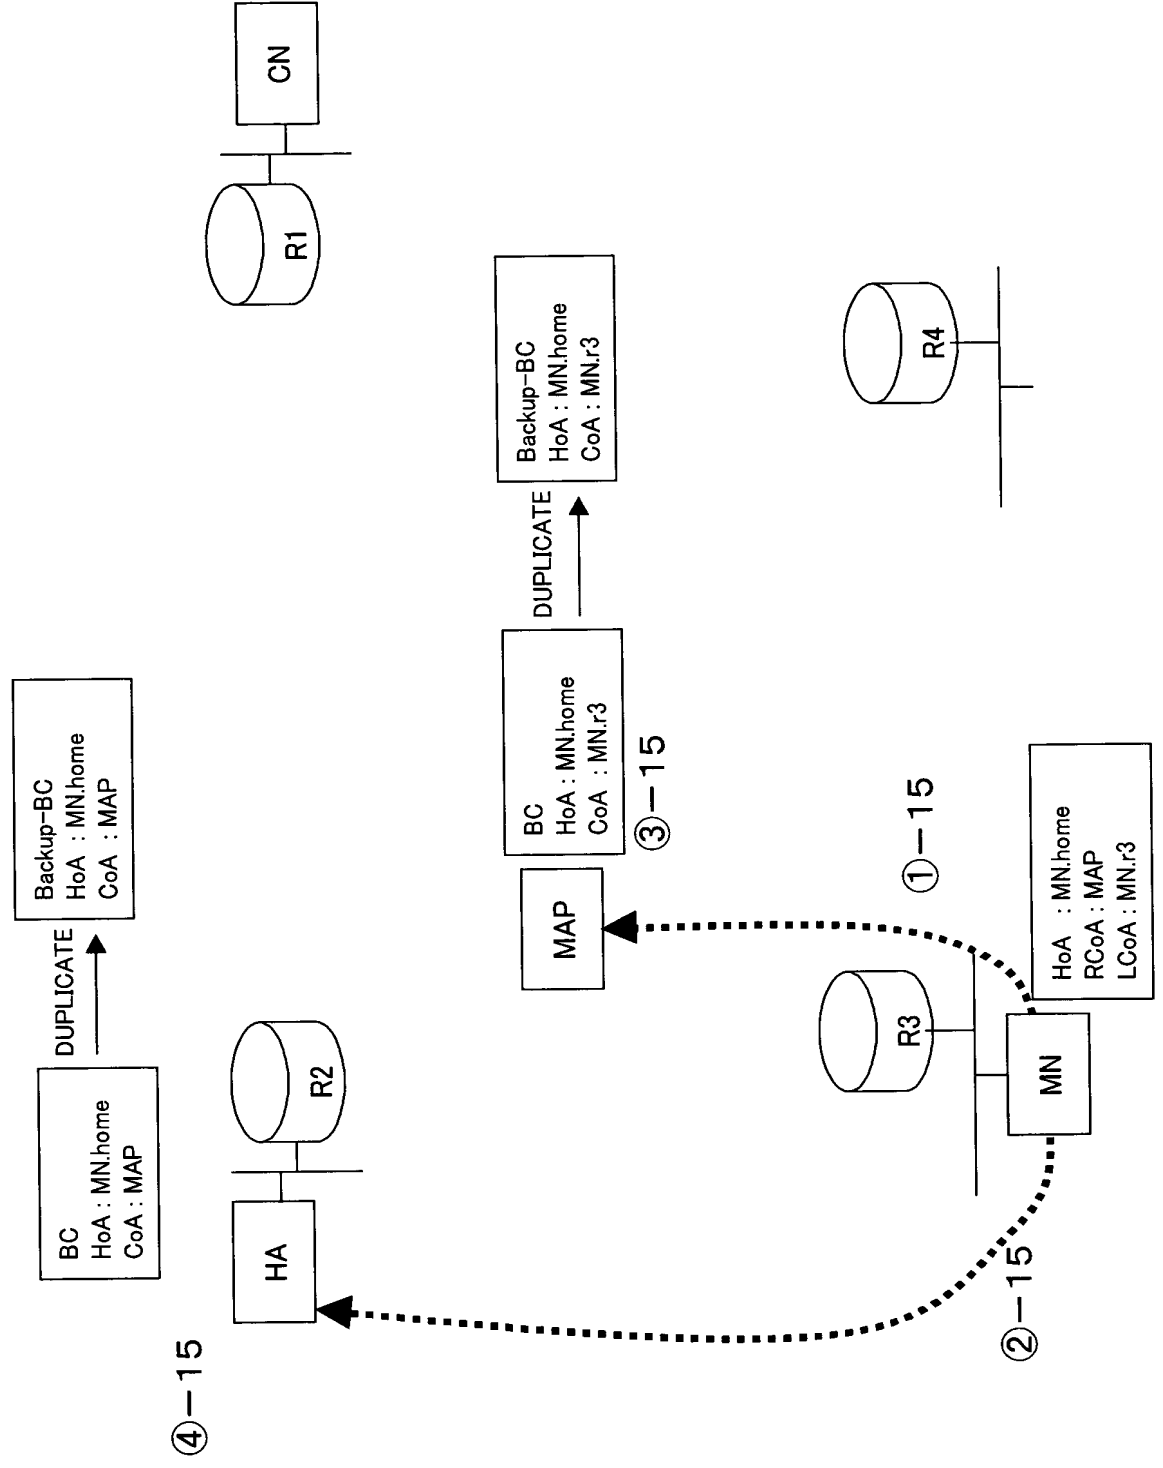 ④-15
BC
HoA : MN.home
CoA : MAP
DUPLICATE
Backup-BC
HoA : MN.home
CoA : MAP
HA
R2
R1
CN
MAP
BC
HoA : MN.home
CoA : MN.r3
③-15
DUPLICATE
Backup-BC
HoA : MN.home
CoA : MN.r3
R3
①-15
R4
②-15
MN
HoA : MN.home
RCoA : MAP
LCoA : MN.r3